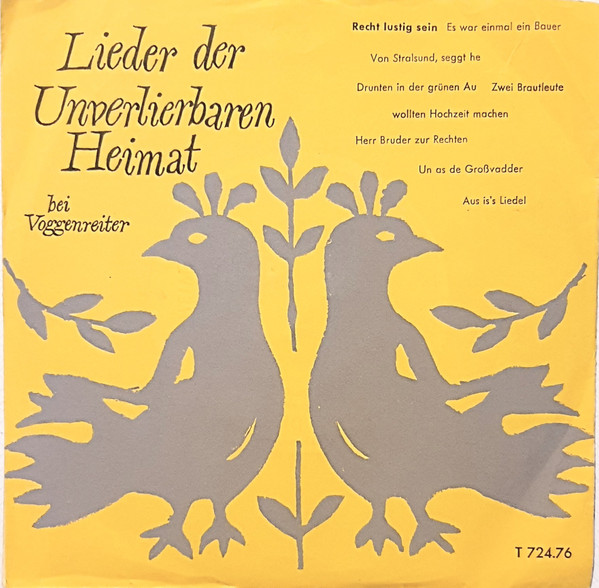 Lieder der
Unverlierbaren
Heimat
bei
Voggenreiter
Recht lustig sein Es war einmal ein Bauer
Von Stralsund, seggt he
Drunten in der grünen Au Zwei Brautleute
wollten Hochzeit machen
Herr Bruder zur Rechten
Un as de Großvadder
Aus is's Liedel
T 724.76